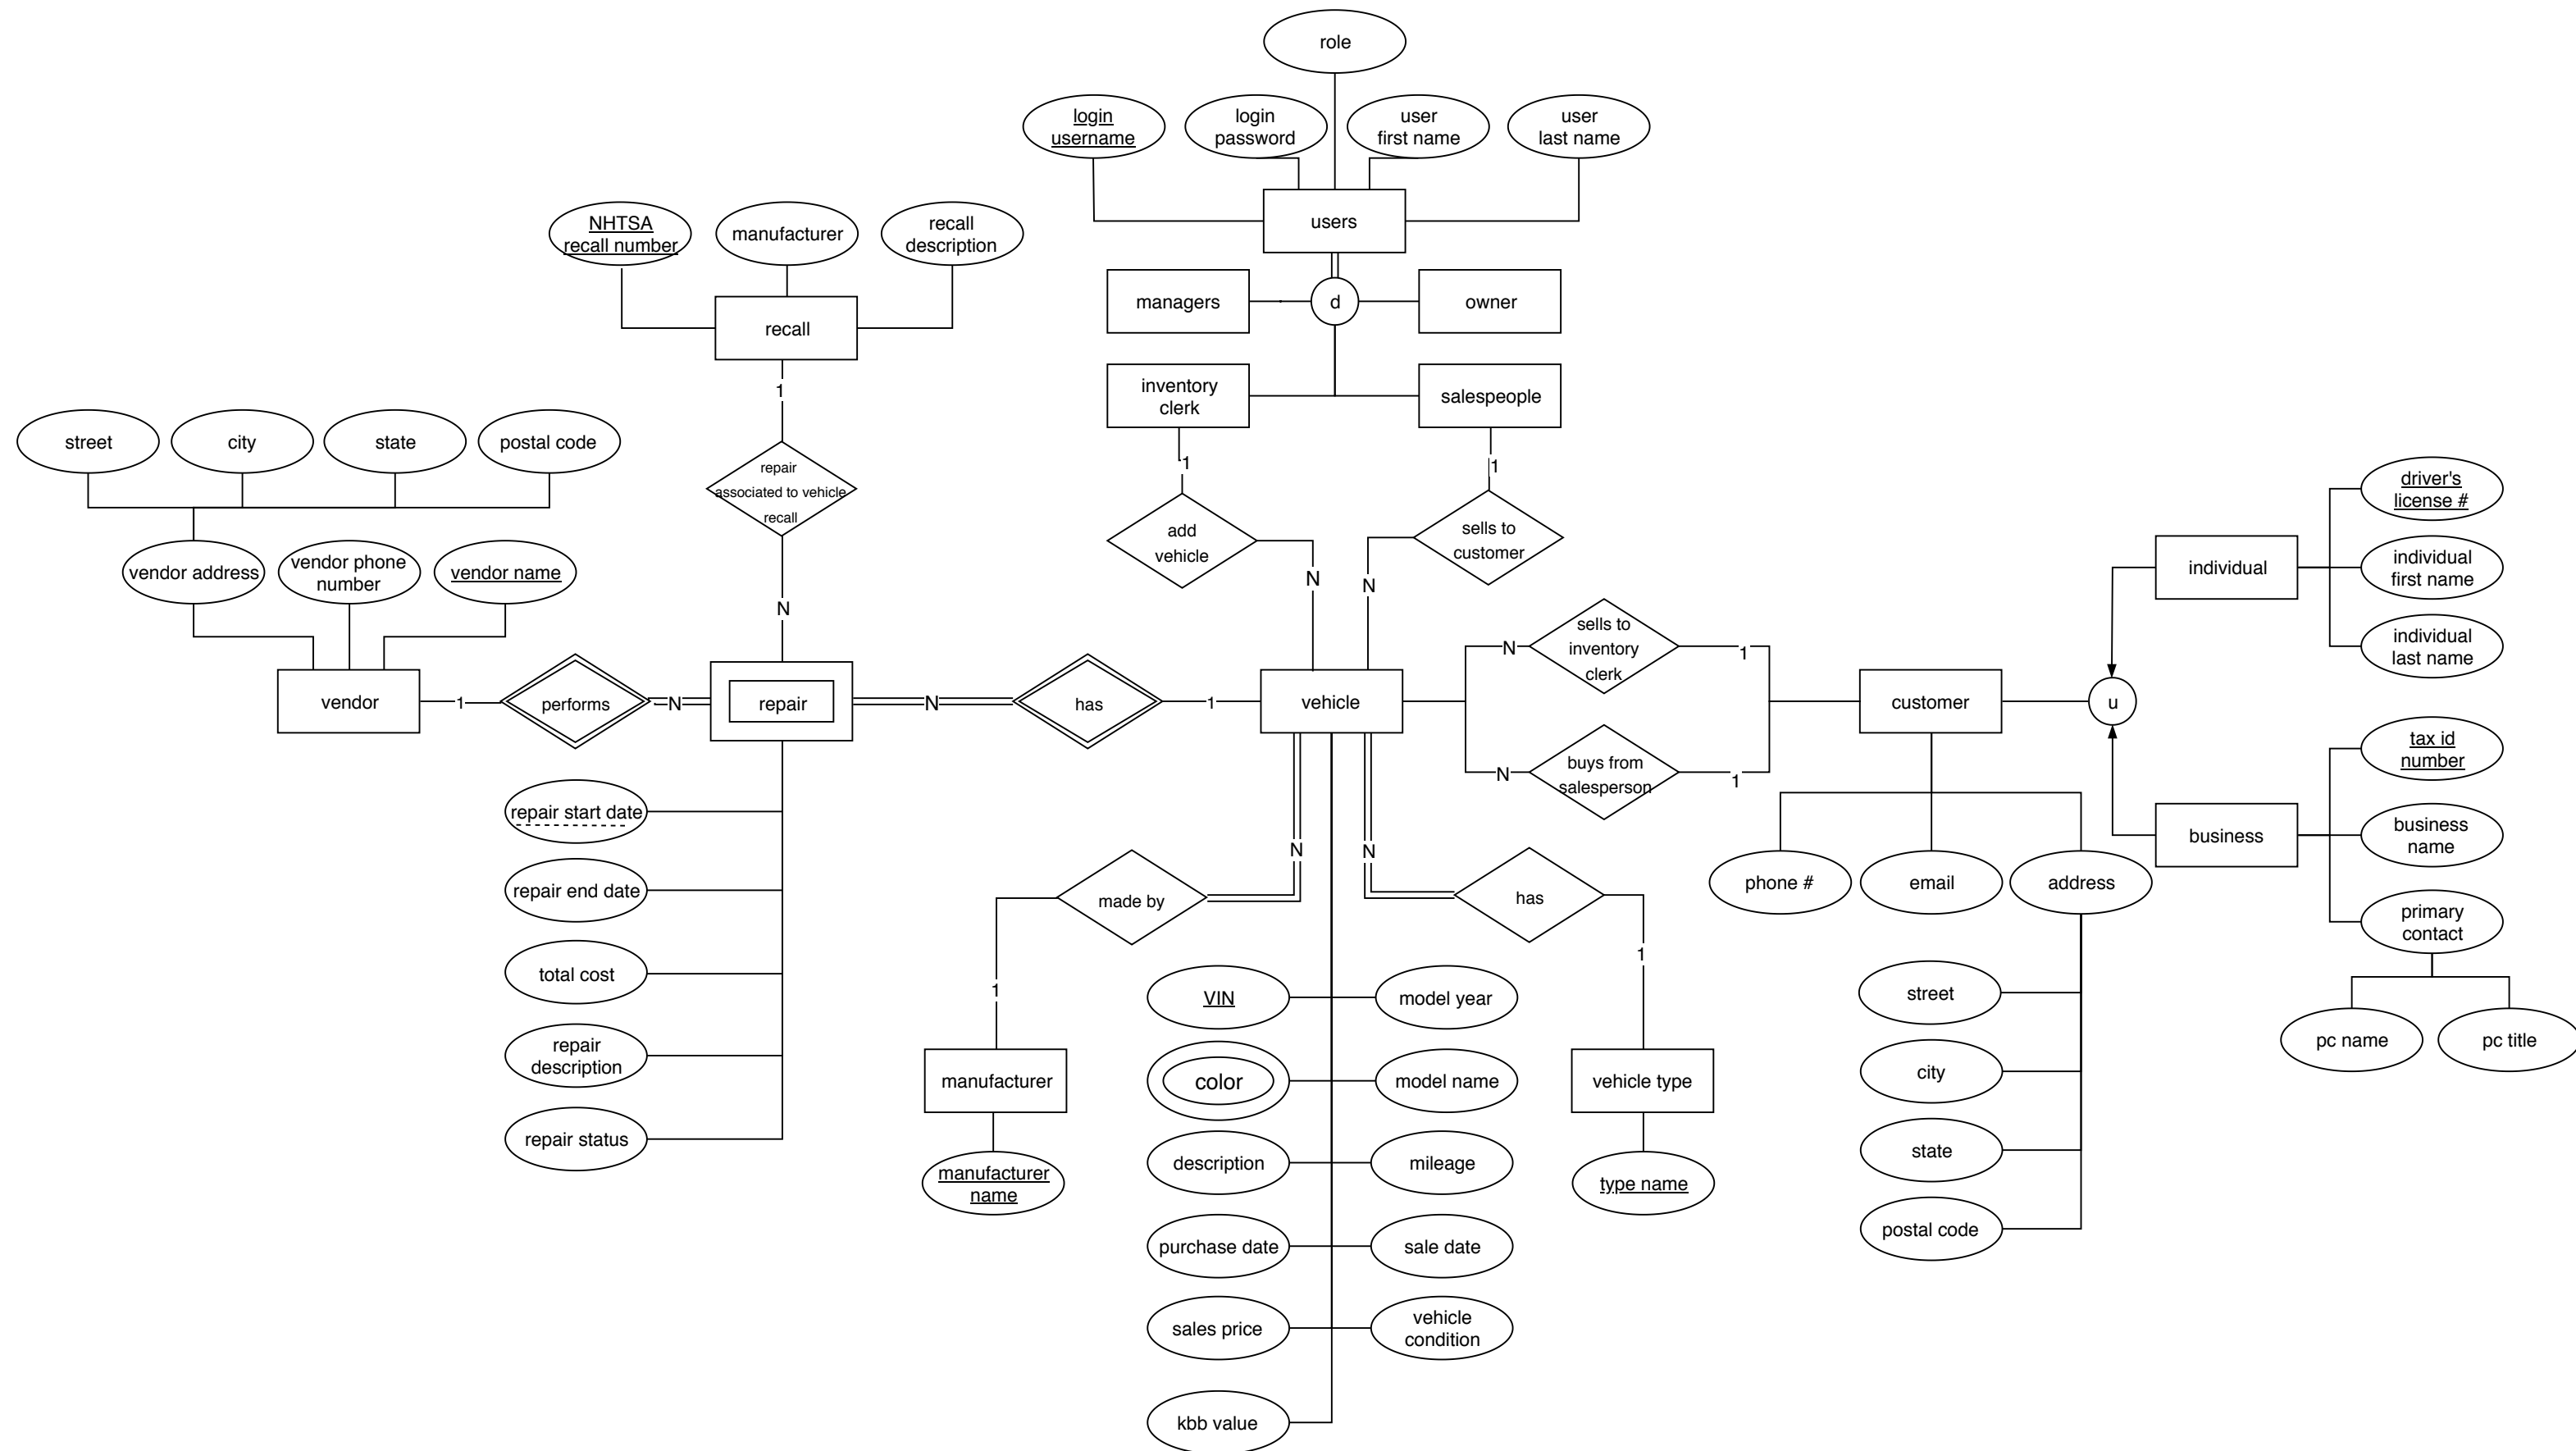 role
login
username
login
password
user
first name
user
last name
users
NHTSA
recall number
manufacturer
recall
description
managers
d
owner
recall
1
inventory
clerk
salespeople
street
city
state
postal code
1
1
repair
associated to vehicle
recall
driver's
license #
add
vehicle
sells to
customer
vendor address
vendor phone
number
vendor name
N
N
N
individual
individual
first name
sells to
inventory
clerk
N
1
individual
last name
vendor
1
performs
N
repair
N
has
1
vehicle
customer
u
buys from
salesperson
N
1
tax id
number
repair start date
N
N
business
business
name
repair end date
made by
has
phone #
email
address
primary
contact
1
total cost
1
VIN
model year
street
pc name
pc title
repair
description
manufacturer
color
model name
vehicle type
city
repair status
manufacturer
name
description
mileage
type name
state
purchase date
sale date
postal code
sales price
vehicle
condition
kbb value